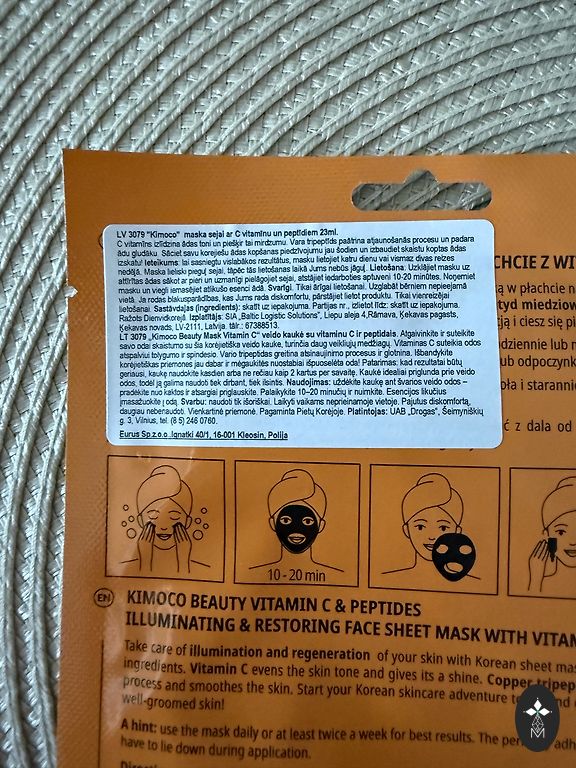 LV 3079 "Kimoco" maska sejai ar C vitamīnu un peptīdiem 23ml.
C vitamīns izlīdzina ādas toni un piešķir tai mirdzumu. Vara tripeptīds paātrina atjaunošanās procesu un padara
ādu gludāku. Sāciet savu korejiešu ādas kopšanas piedzīvojumu jau šodien un izbaudiet skaistu koptas ādas
izskatu! Ieteikums: lai sasniegtu vislabākos rezultātus, masku lietojiet katru dienu vai vismaz divas reizes
nedēļā. Maska lieliski piegul sejai, tāpēc tās lietošanas laikā Jums nebūs jāguļ. Lietošana: Uzklājiet masku uz
attīrītas ādas sākot ar pieri un uzmanīgi pielāgojiet sejai, atstājiet iedarboties aptuveni 10-20 minūtes. Noņemiet
masku un viegli iemasējiet atlikušo esenci ādā. Svarīgi. Tikai ārīgai lietošanai. Uzglabāt bērniem nepieejamā
vietā. Ja rodas blakusparādības, kas Jums rada diskomfortu, pārstājiet lietot produktu. Tikai vienreizējai
lietošanai. Sastāvdaļas (ingredients): skatīt uz iepakojuma. Partijas nr., izlietot līdz: skatīt uz iepakojuma.
Ražots Dienvidkorejā Izplatītājs: SIA „Baltic Logistic Solutions", Liepu aleja 4,Rāmava, Ķekavas pagasts,
Ķekavas novads, LV-2111, Latvija tālr.: 67388513.
LT 3079 „Kimoco Beauty Mask Vitamin C" veido kaukė su vitaminu C ir peptidais. Atgaivinkite ir suteikite
savo odai skaistumo su šia korėjietiška veido kauke, turinčia daug veikliųjų medžiagų. Vitaminas C suteikia odos
atspalviui tolygumo ir spindesio. Vario tripeptidas greitina atsinaujinimo procesus ir glotnina. Išbandykite
korėjietiškas priemones jau dabar ir mėgaukitės nuostabiai išpuoselėta oda! Patarimas: kad rezultatai būtų
geriausi, kaukę naudokite kasdien arba ne rečiau kaip 2 kartus per savaitę. Kaukė idealiai priglunda prie veido
odos, todėl ją galima naudoti tiek dirbant, tiek ilsintis. Naudojimas: uždėkite kaukę ant švarios veido odos –
pradėkite nuo kaktos ir atsargiai priglauskite. Palaikykite 10–20 minučių ir nuimkite. Esencijos likučius
įmasažuokite į odą. Svarbu: naudoti tik išoriškai. Laikyti vaikams neprieinamoje vietoje. Pajutus diskomfortą,
daugiau nebenaudoti. Vienkartinė priemonė. Pagaminta Pietų Korėjoje. Platintojas: UAB „Drogas", Šeimyniškių
g. 3, Vilnius, tel. (8 5) 246 0760.
Eurus Sp.z.o.o. Ignatki 40/1, 16-001 Kleosin, Polija
CHCIE Z WI
ą w płachcie n
tyd miedziow
ją i ciesz się pi
dziennie lub r
ub odpoczynk
oła i starannie
ć z dala od
10-20 min
EN KIMOCO BEAUTY VITAMIN C & PEPTIDES
ILLUMINATING & RESTORING FACE SHEET MASK WITH VITAM
Take care of illumination and regeneration of your skin with Korean sheet mas
ingredients. Vitamin C evens the skin tone and gives its a shine. Copper tripep
process and smoothes the skin. Start your Korean skincare adventure
well-groomed skin!
A hint: use the mask daily or at least twice a week for best results. The
have to lie down during application.
M